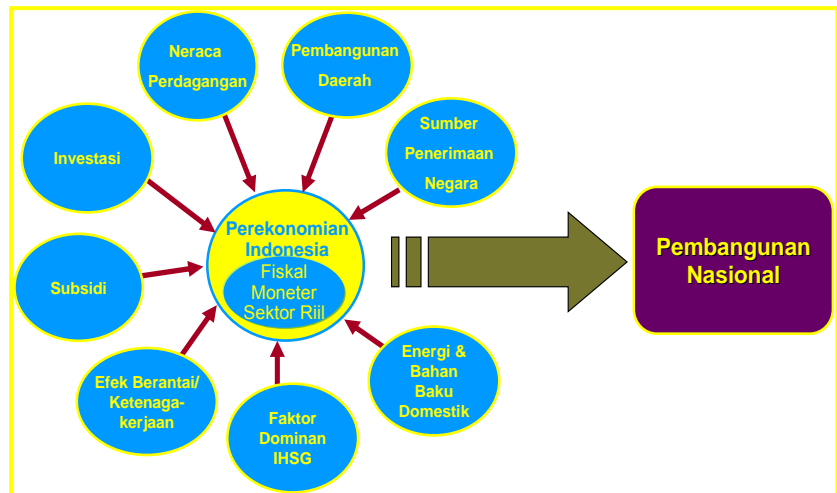 Neraca
Perdagangan
Pembangunan
Daerah
Sumber
Penerimaan
Negara
Investasi
Perekonomian
Indonesia
Fiskal
Moneter
Sektor Riil
Pembangunan
Nasional
Subsidi
Efek Berantai/
Ketenaga-
kerjaan
Faktor
Dominan
IHSG
Energi &
Bahan
Baku
Domestik